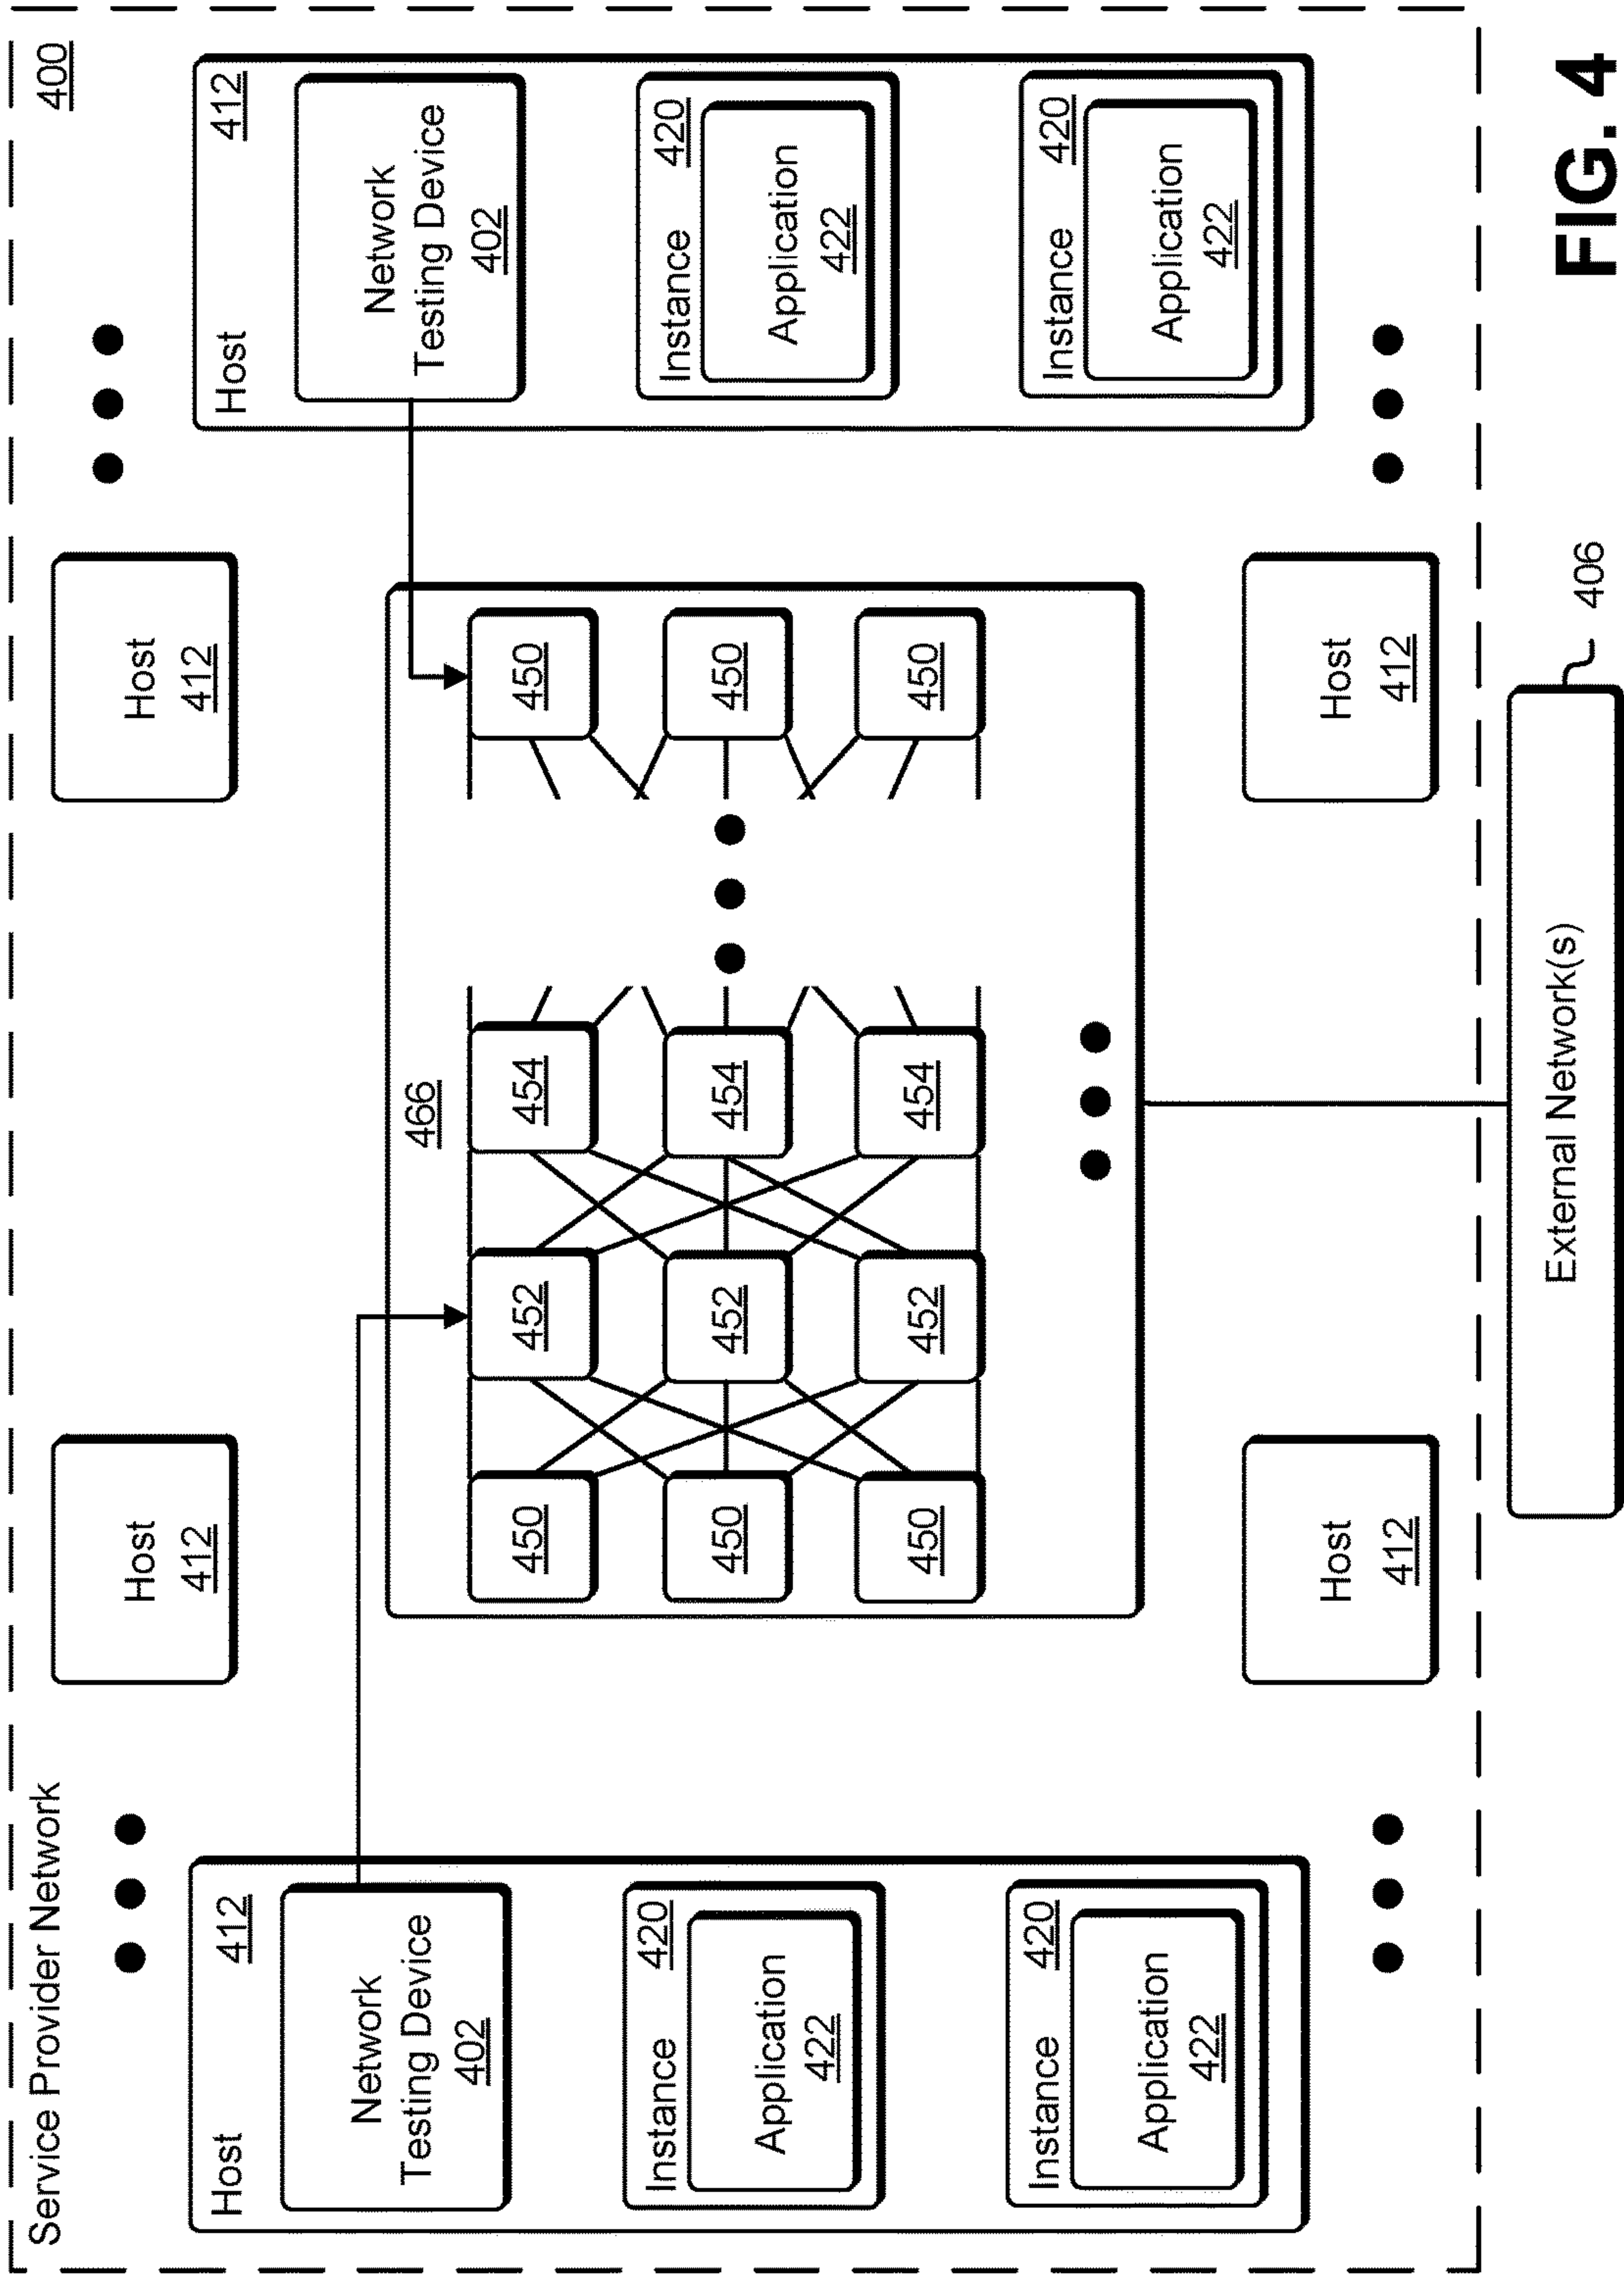 Service Provider Network
400
Host
412
Host
412
Host 412
Network
Testing Device
402
Instance 420
Application
422
Instance 420
Application
422
466
450 452 454 450
450 452 454 450
450 452 454 450
Host 412
Network
Testing Device
402
Instance 420
Application
422
Instance 420
Application
422
Host
412
Host
412
External Network(s)
406
FIG. 4